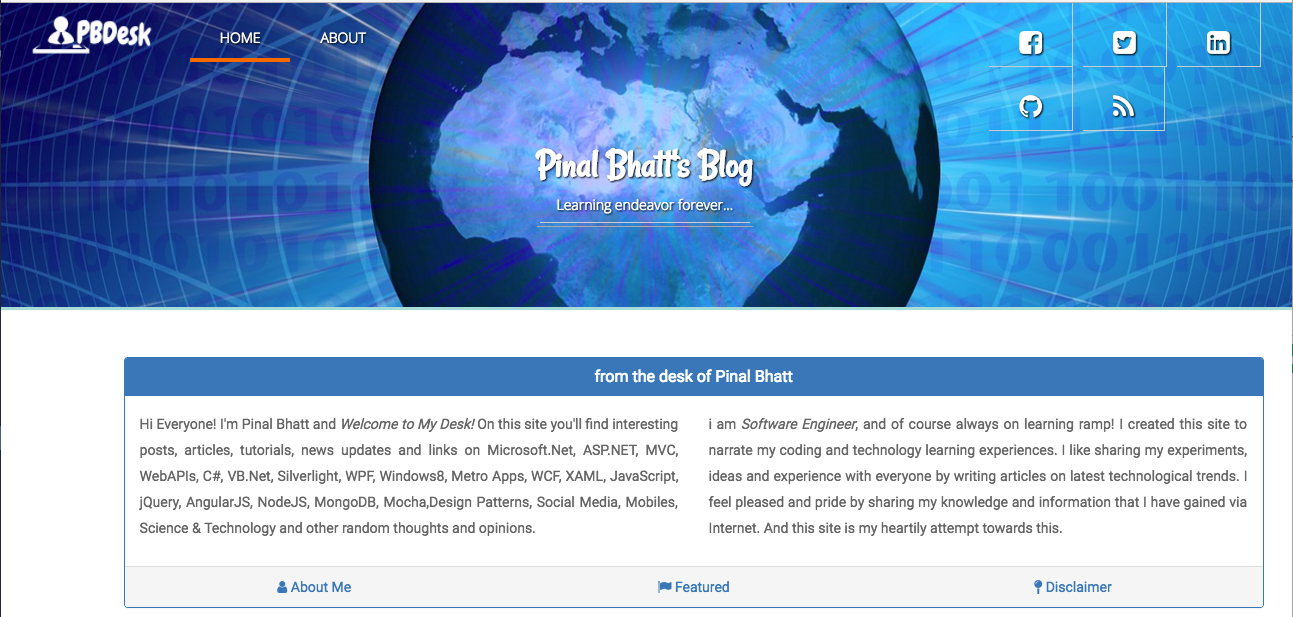 PBDesk
HOME
ABOUT
Pinal Bhatt's Blog
Learning endeavor forever...
from the desk of Pinal Bhatt
Hi Everyone! I'm Pinal Bhatt and Welcome to My Desk! On this site you'll find interesting
posts, articles, tutorials, news updates and links on Microsoft.Net, ASP.NET, MVC,
WebAPIs, C#, VB.Net, Silverlight, WPF, Windows8, Metro Apps, WCF, XAML, JavaScript,
jQuery, AngularJS, NodeJS, MongoDB, Mocha,Design Patterns, Social Media, Mobiles,
Science & Technology and other random thoughts and opinions.
i am Software Engineer, and of course always on learning ramp! I created this site to
narrate my coding and technology learning experiences. I like sharing my experiments,
ideas and experience with everyone by writing articles on latest technological trends. I
feel pleased and pride by sharing my knowledge and information that I have gained via
Internet. And this site is my heartily attempt towards this.
About Me
Featured
Disclaimer